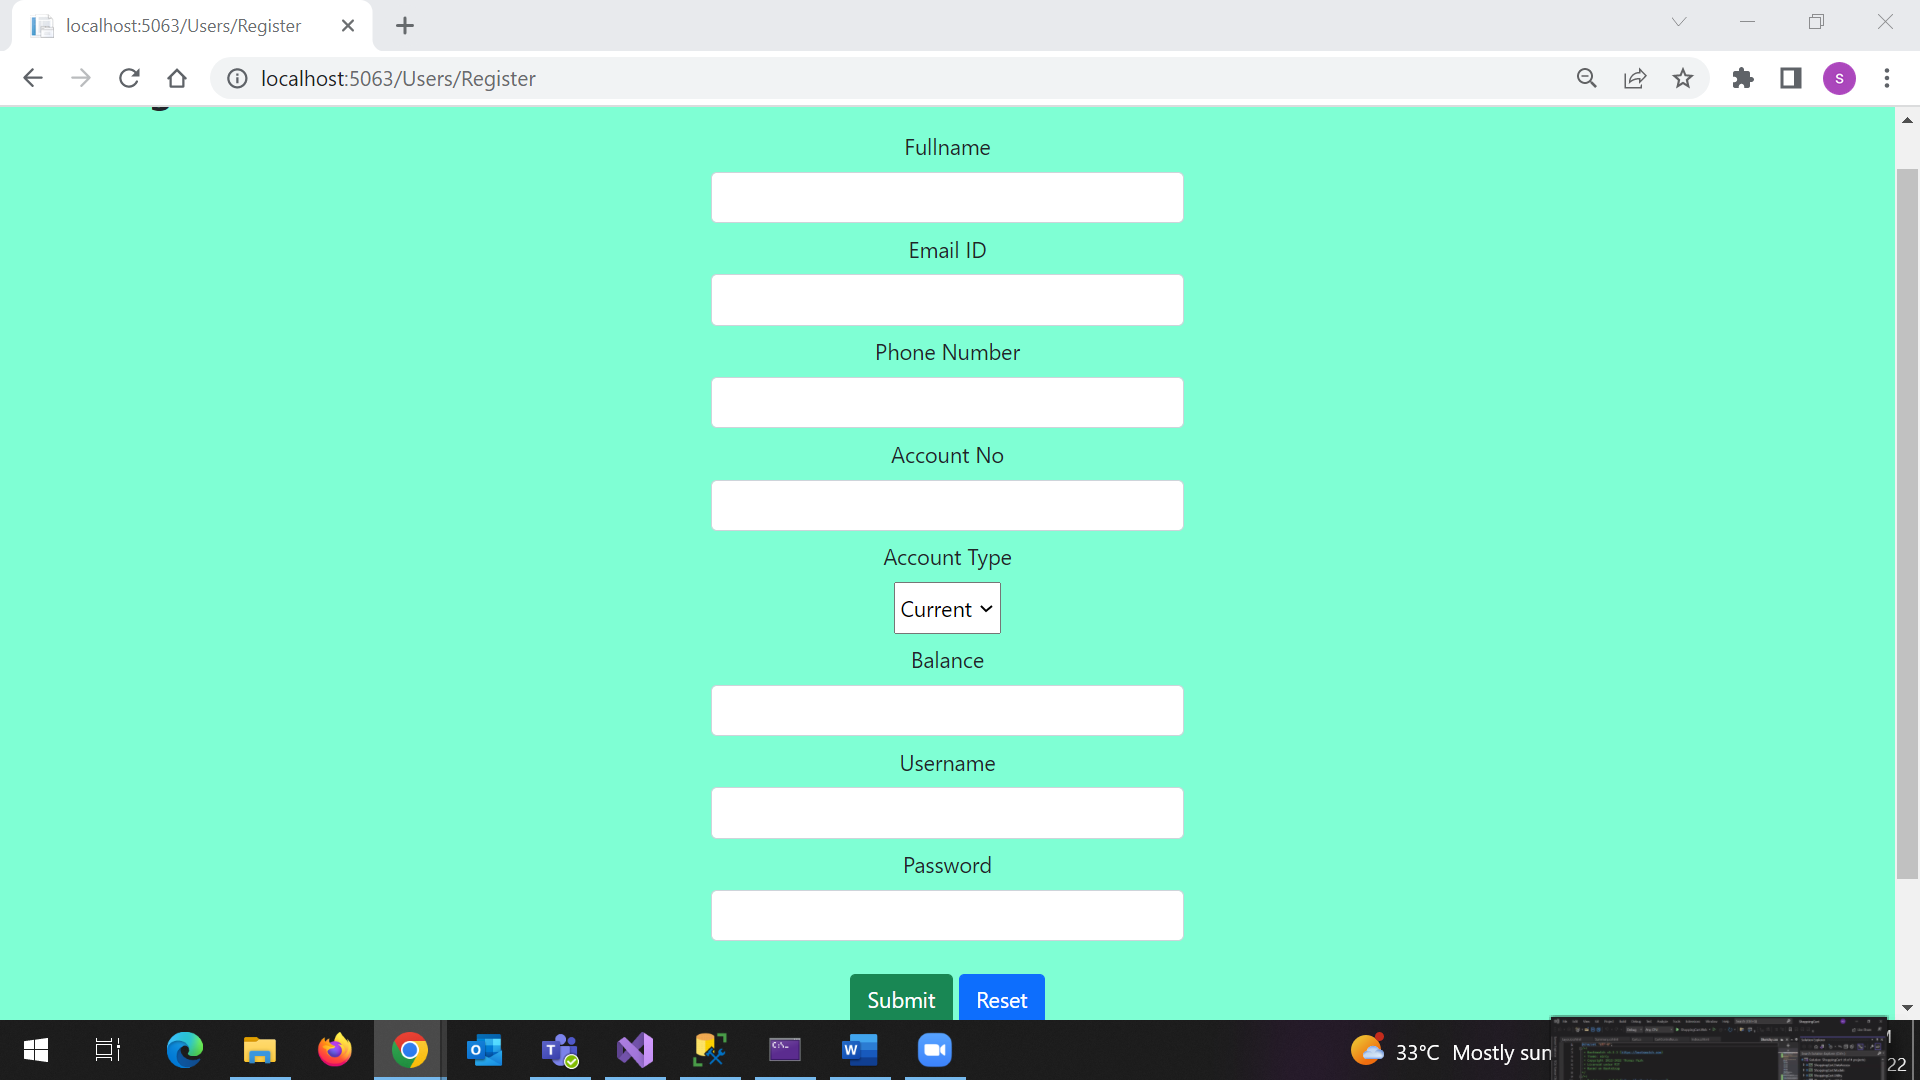 localhost:5063/Users/Register
localhost:5063/Users/Register
S
Fullname
Email ID
Phone Number
Account No
Account Type
Current
Balance
Username
Password
Submit Reset
33°C Mostly sun
22